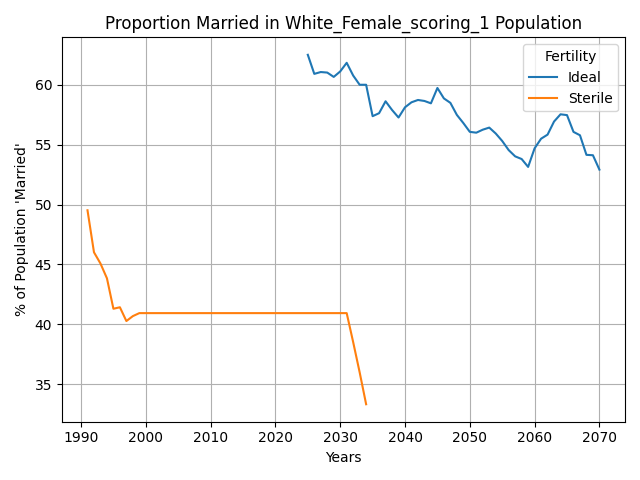 Proportion Married in White_Female_scoring_1 Population
Fertility
Ideal
Sterile
% of Population 'Married'
60
55
50
45
40
35
1990 2000 2010 2020 2030 2040 2050 2060 2070
Years